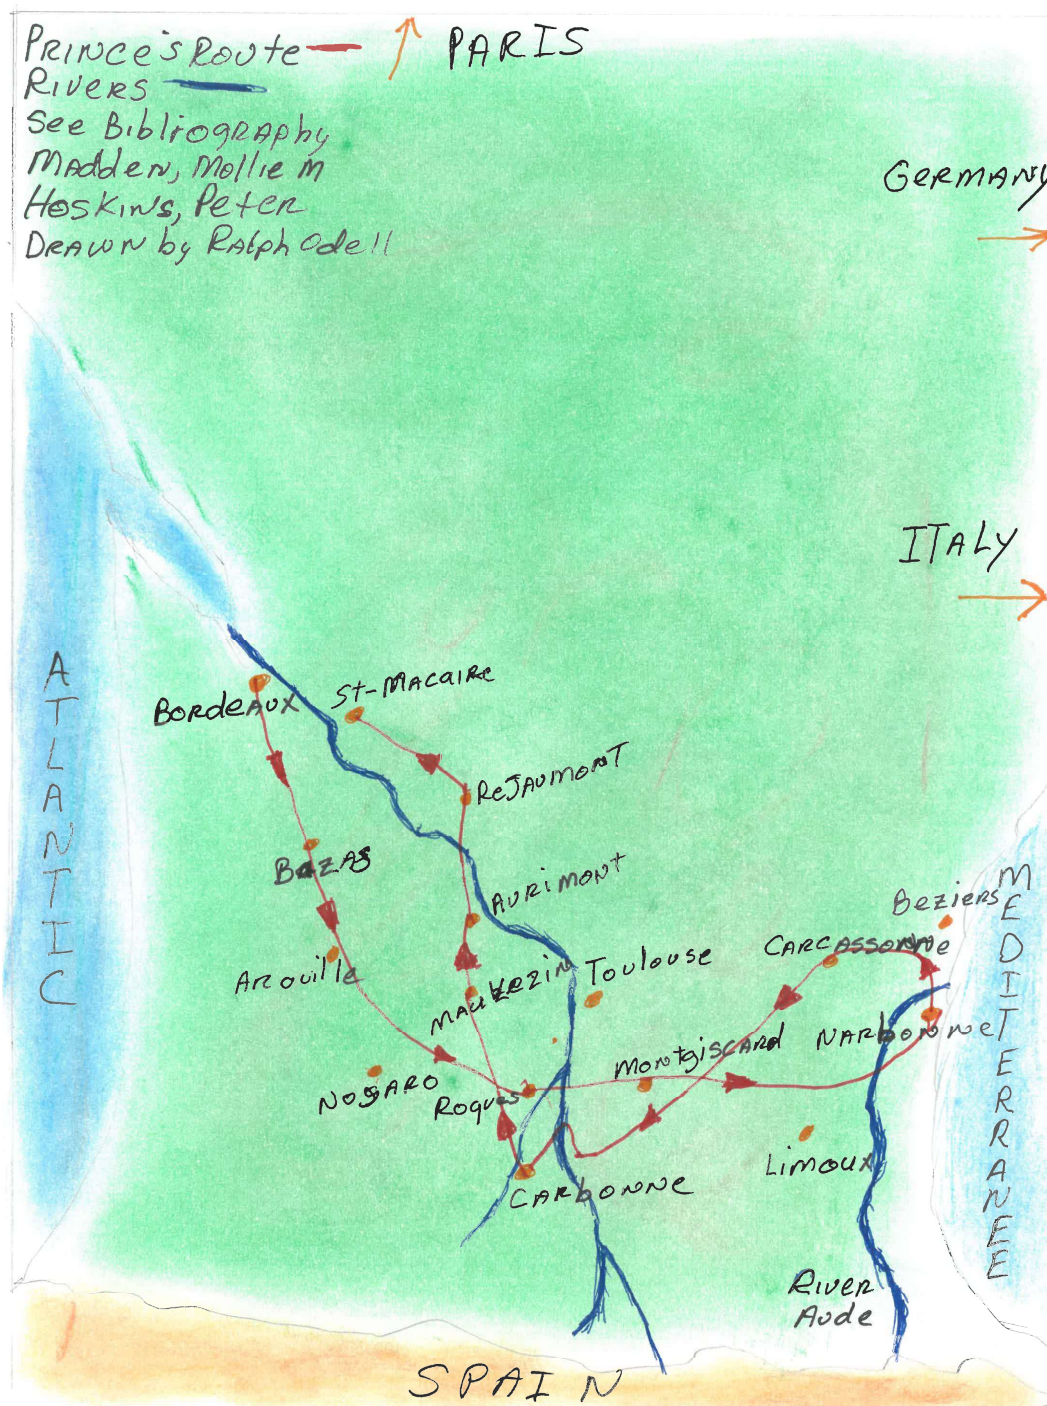 Prince's Route
PARIS
Rivers
See Bibliography
Madden, Mollie M
Hoskins, Peter
Drawn by Ralph Odell
GERMANY
ITALY
ATLANTIC
St-Macaire
Bordeaux
Rejaumont
Bazas
Aurimont
Beziers
MEDITERRANEE
Carcassonne
Arouille
Toulouse
Mauvezin
Narbonne
Montgiscard
Nogaro
Roques
Limoux
Carbonne
River
Aude
SPAIN